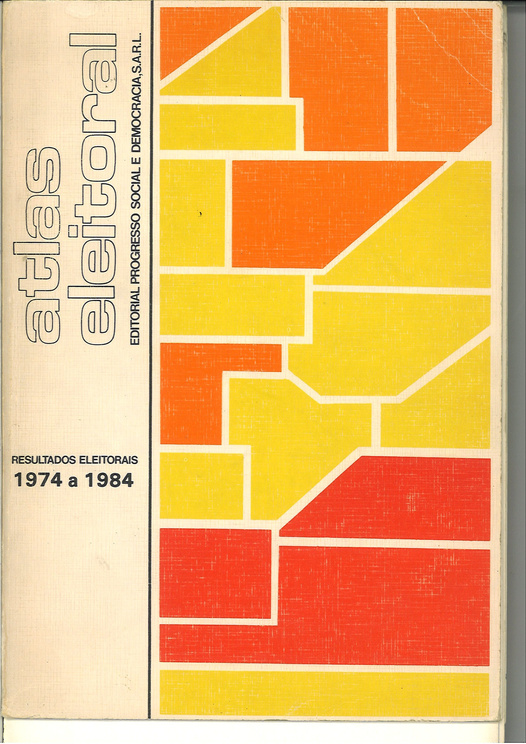 atlas
eleitoral
EDITORIAL PROGRESSO SOCIAL E DEMOCRACIA,S.A.R.L.
RESULTADOS ELEITORAIS
1974 a 1984